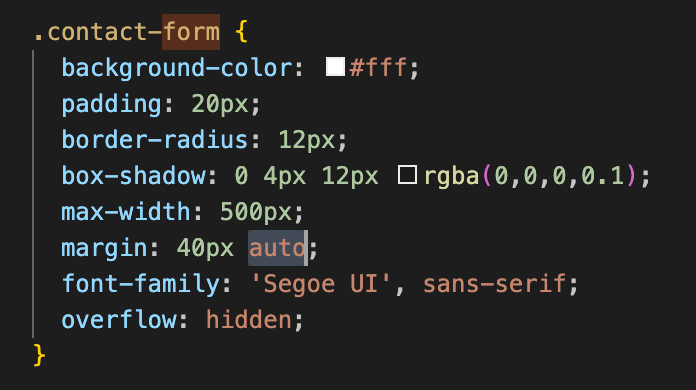 .contact-form {
background-color: #fff;
padding: 20px;
border-radius: 12px;
box-shadow: 0 4px 12px rgba(0,0,0,0.1);
max-width: 500px;
margin: 40px auto;
font-family: 'Segoe UI', sans-serif;
overflow: hidden;
}